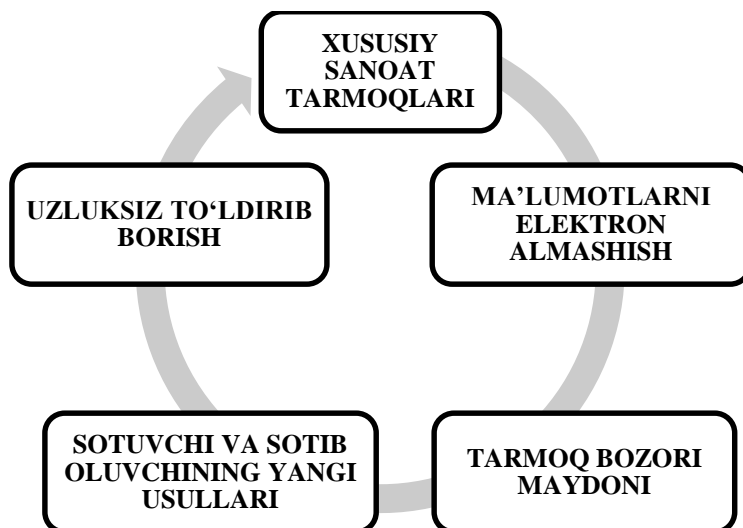 XUSUSIY
SANOAT
TARMOQLARI
MA’LUMOTLARNI
ELEKTRON
ALMASHISH
TARMOQ BOZORI
MAYDONI
SOTUVCHI VA SOTIB
OLUVCHINING YANGI
USULLARI
UZLUKSIZ TO‘LDIRIB
BORISH